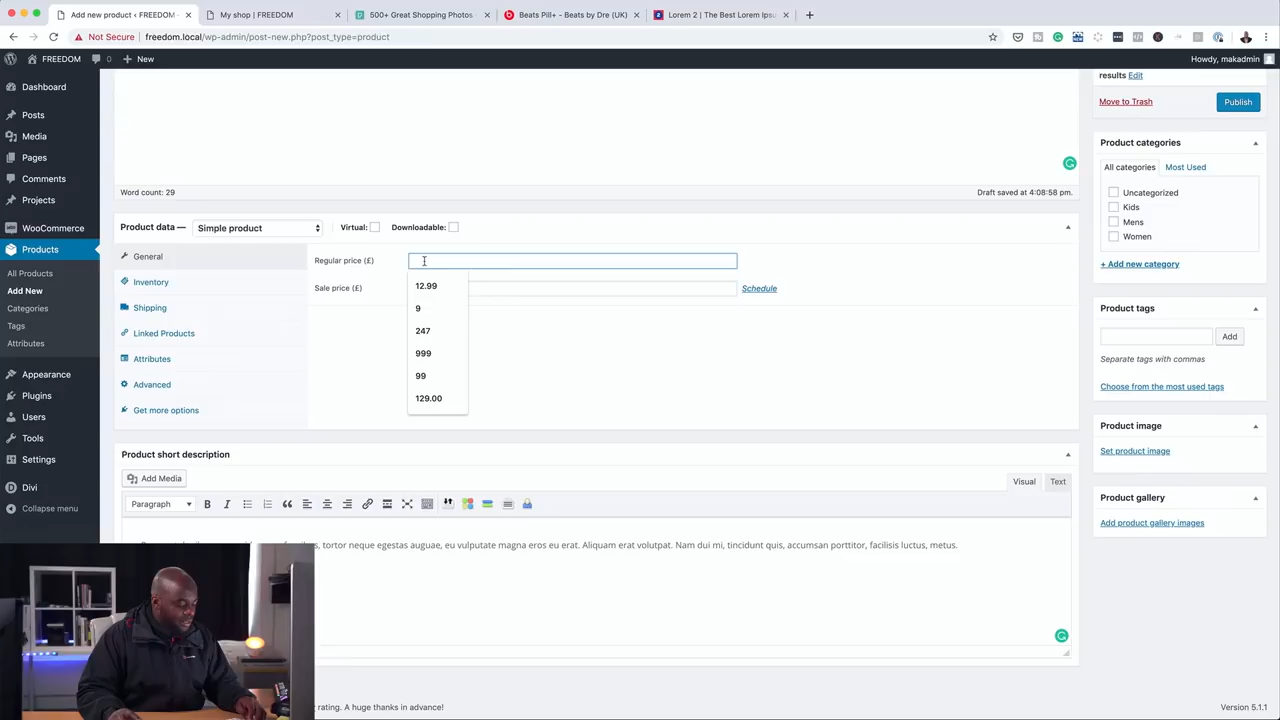 Add new product ‹ FREEDOM -
My shop | FREEDOM
500+ Great Shopping Photos
Beats Pill+ - Beats by Dre (UK)
Lorem 2 | The Best Lorem Ipsu
Not Secure
freedom.local/wp-admin/post-new.php?post_type=product
FREEDOM
0
New
Howdy, makadmin
Dashboard
Posts
Media
Pages
Comments
Projects
WooCommerce
Products
All Products
Add New
Categories
Tags
Attributes
Appearance
Plugins
Users
Tools
Settings
Divi
Collapse menu
Word count: 29
Draft saved at 4:08:58 pm.
Product data —
Simple product
Virtual:
Downloadable:
General
Inventory
Shipping
Linked Products
Attributes
Advanced
Get more options
Regular price (£)
Sale price (£)
Schedule
12.99
9
247
999
99
129.00
Product short description
Add Media
Visual
Text
Paragraph
tortor neque egestas auguae, eu vulputate magna eros eu erat. Aliquam erat volutpat. Nam dui mi, tincidunt quis, accumsan porttitor, facilisis luctus, metus.
rating. A huge thanks in advance!
Version 5.1.1
results Edit
Move to Trash
Publish
Product categories
All categories
Most Used
Uncategorized
Kids
Mens
Women
+ Add new category
Product tags
Add
Separate tags with commas
Choose from the most used tags
Product image
Set product image
Product gallery
Add product gallery images